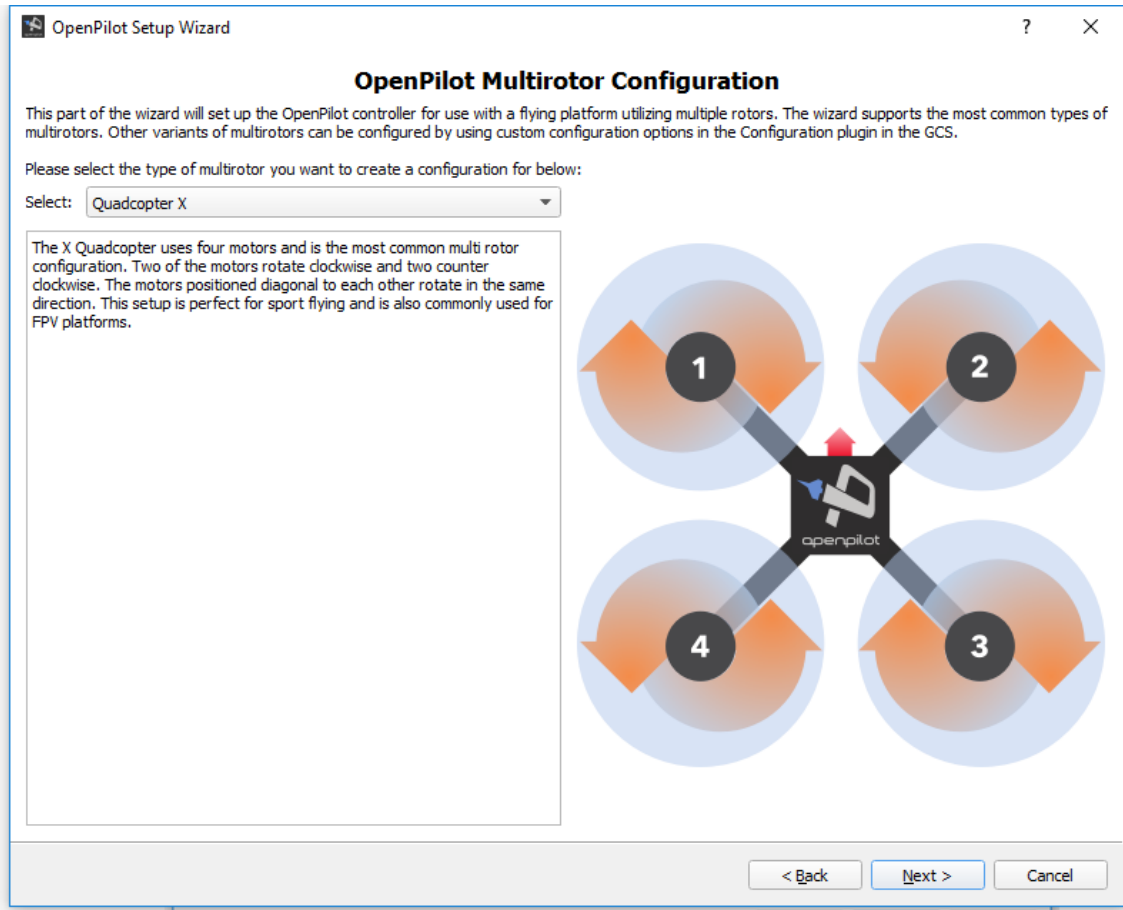 OpenPilot Setup Wizard
?
OpenPilot Multirotor Configuration
This part of the wizard will set up the OpenPilot controller for use with a flying platform utilizing multiple rotors. The wizard supports the most common types of
multirotors. Other variants of multirotors can be configured by using custom configuration options in the Configuration plugin in the GCS.
Please select the type of multirotor you want to create a configuration for below:
Select: Quadcopter X
The X Quadcopter uses four motors and is the most common multi rotor
configuration. Two of the motors rotate clockwise and two counter
clockwise. The motors positioned diagonal to each other rotate in the same
direction. This setup is perfect for sport flying and is also commonly used for
FPV platforms.
1 2
openpilot
4 3
< Back Next > Cancel